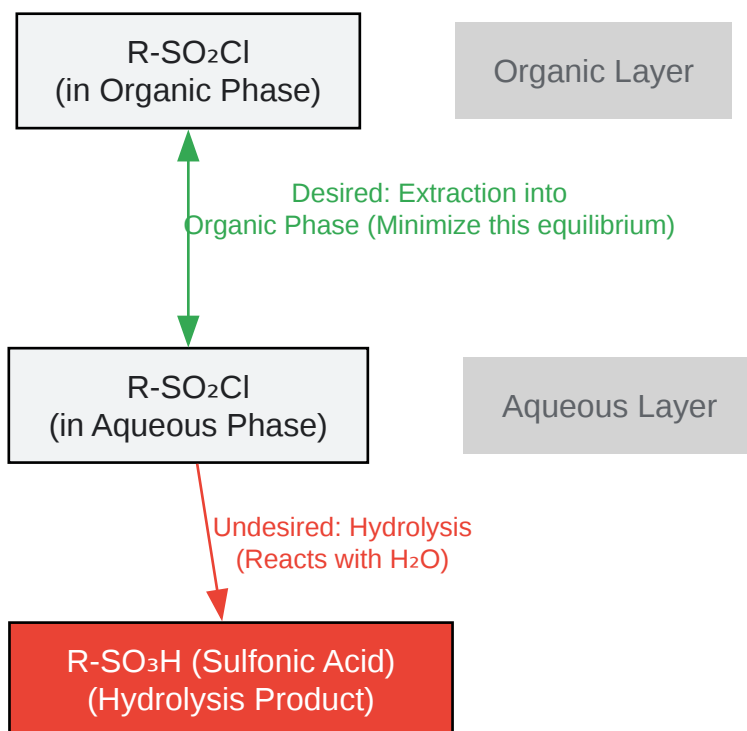 R-SO₂Cl
(in Organic Phase)
Organic Layer
Desired: Extraction into
Organic Phase (Minimize this equilibrium)
R-SO₂Cl
(in Aqueous Phase)
Aqueous Layer
Undesired: Hydrolysis
(Reacts with H₂O)
R-SO₃H (Sulfonic Acid)
(Hydrolysis Product)